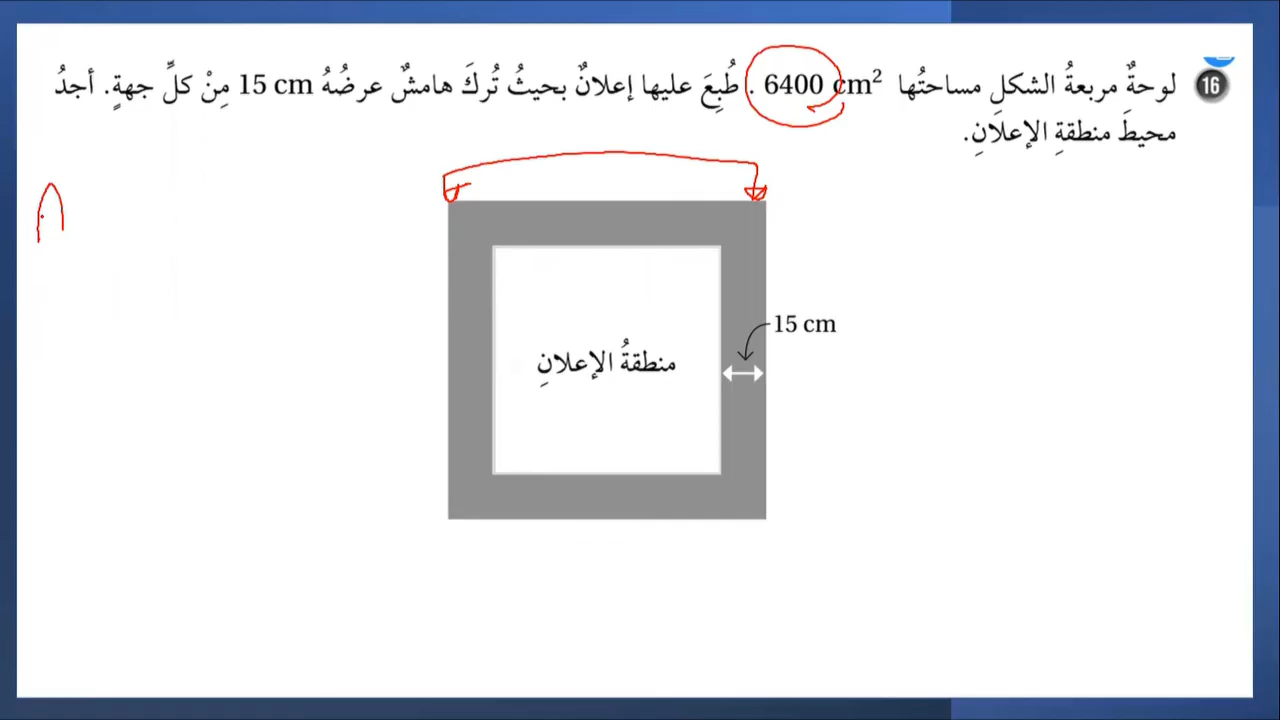 16 لوحةٌ مربعةُ الشكلِ مساحتُها 6400 cm². طُبِعَ عليها إعلانٌ بحيثُ تُركَ هامشٌ عرضُهُ 15 cm مِنْ كلِّ جهةٍ. أجدُ
محيطَ منطقةِ الإعلانِ.
A
15 cm
منطقةُ الإعلانِ